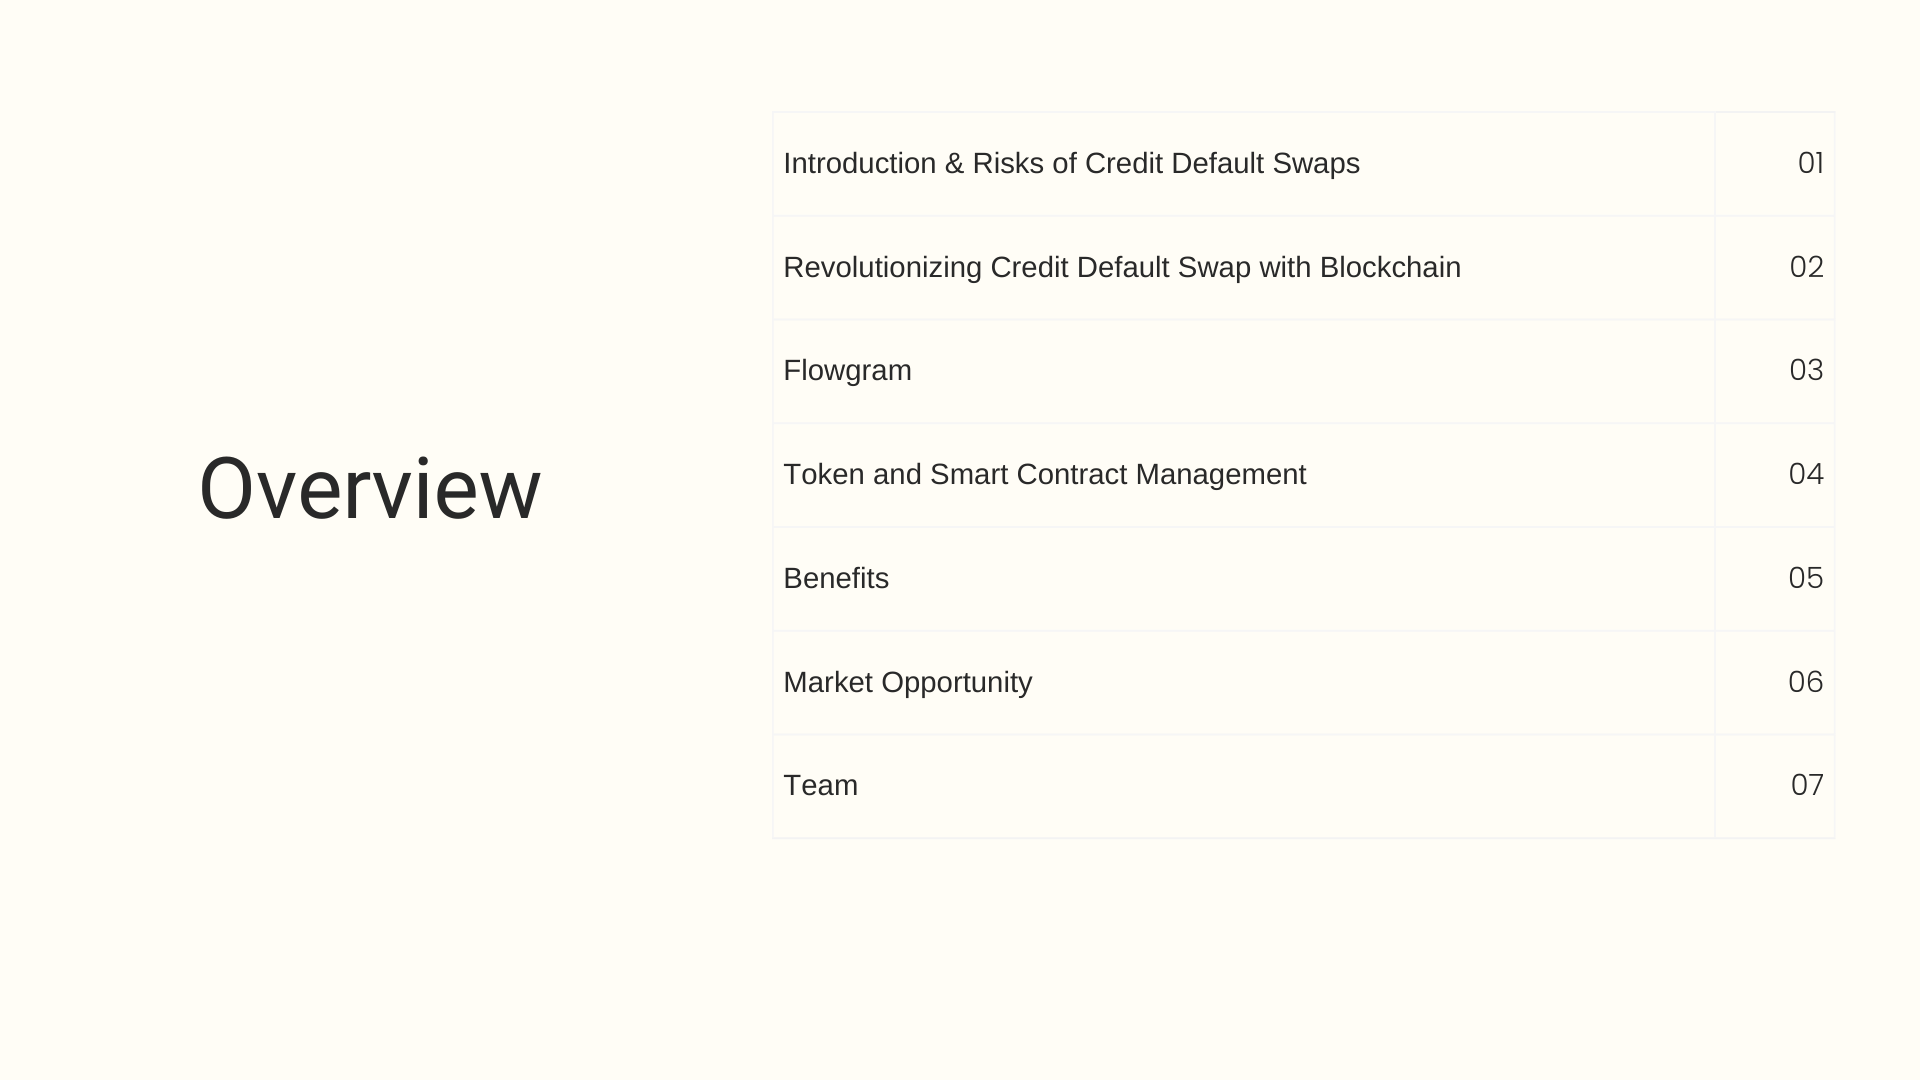 Overview
Introduction & Risks of Credit Default Swaps 01
Revolutionizing Credit Default Swap with Blockchain 02
Flowgram 03
Token and Smart Contract Management 04
Benefits 05
Market Opportunity 06
Team 07